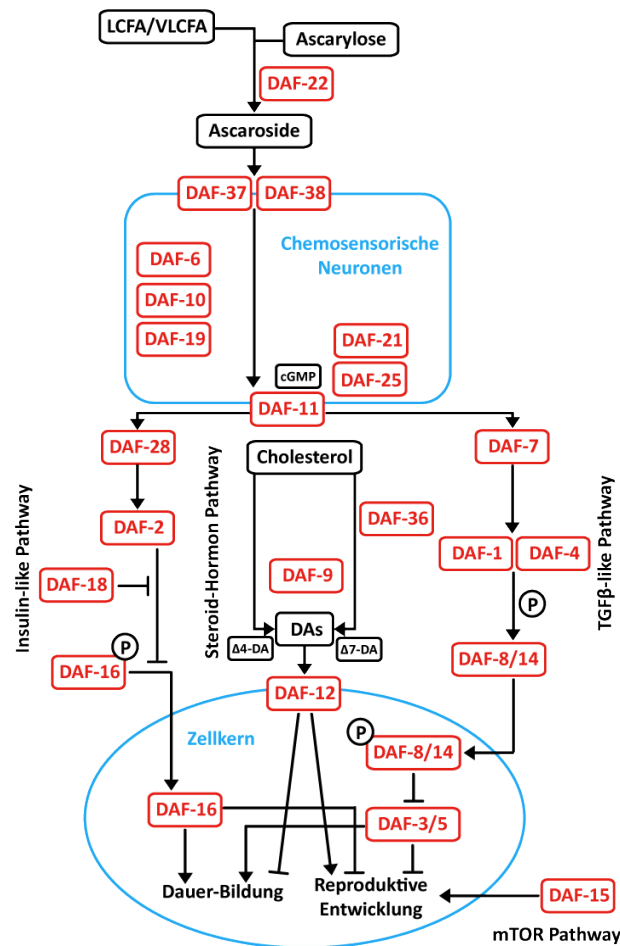 LCFA/VLCFA
Ascarylose
DAF-22
Ascaroside
DAF-37
DAF-38
Chemosensorische
Neuronen
DAF-6
DAF-10
DAF-19
DAF-21
cGMP
DAF-25
DAF-11
DAF-28
DAF-7
Cholesterol
DAF-2
DAF-36
DAF-1
DAF-4
DAF-18
DAF-9
Insulin-like Pathway
Steroid-Hormon Pathway
TGFβ-like Pathway
P
DAs
P
Δ4-DA
Δ7-DA
DAF-16
DAF-8/14
DAF-12
Zellkern
P
DAF-8/14
DAF-16
DAF-3/5
Dauer-Bildung
Reproduktive
Entwicklung
DAF-15
mTOR Pathway